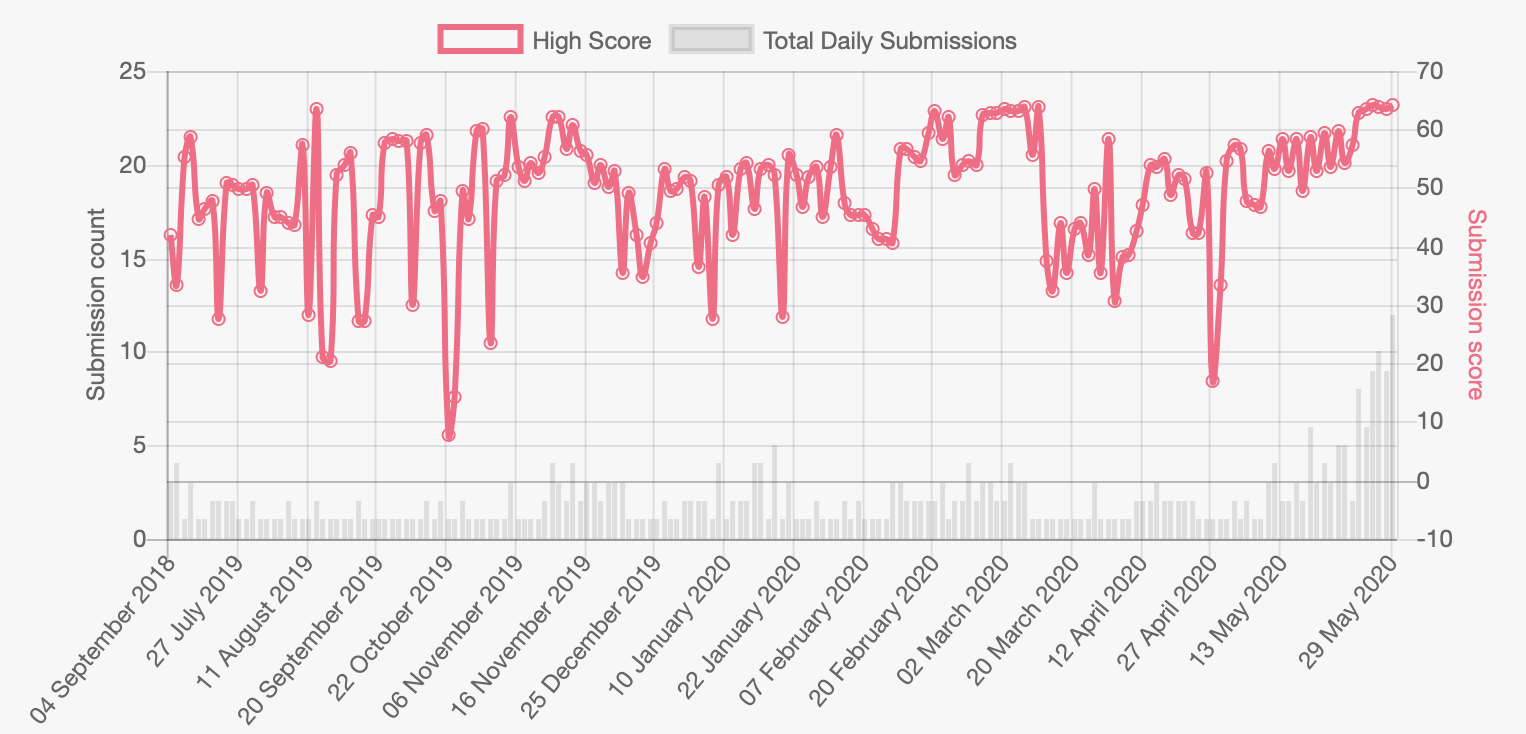 High Score
Total Daily Submissions
Submission count
25
20
15
10
5
0
70
60
50
40
30
20
10
0
-10
Submission score
04 September 2018
27 July 2019
11 August 2019
20 September 2019
22 October 2019
06 November 2019
16 November 2019
25 December 2019
10 January 2020
22 January 2020
07 February 2020
20 February 2020
02 March 2020
20 March 2020
12 April 2020
27 April 2020
13 May 2020
29 May 2020